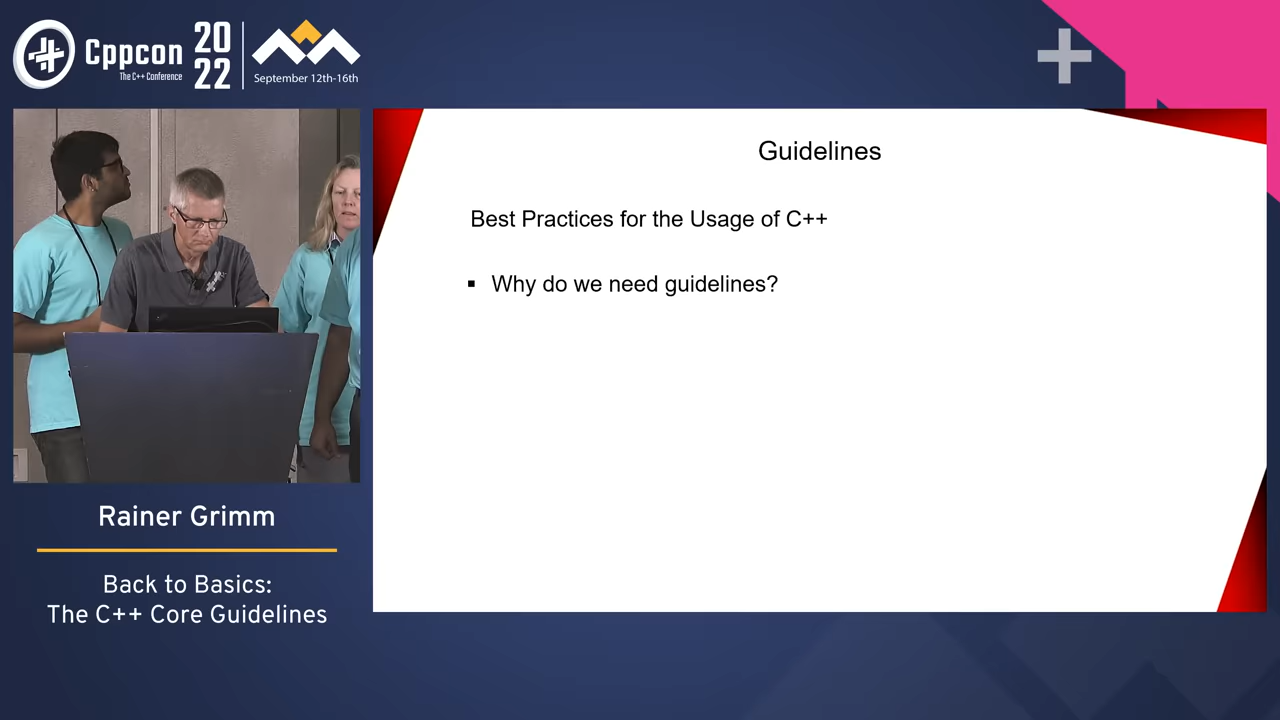 Cppcon
The C++ Conference
20
22
September 12th-16th
Guidelines
Best Practices for the Usage of C++
Why do we need guidelines?
Rainer Grimm
Back to Basics:
The C++ Core Guidelines